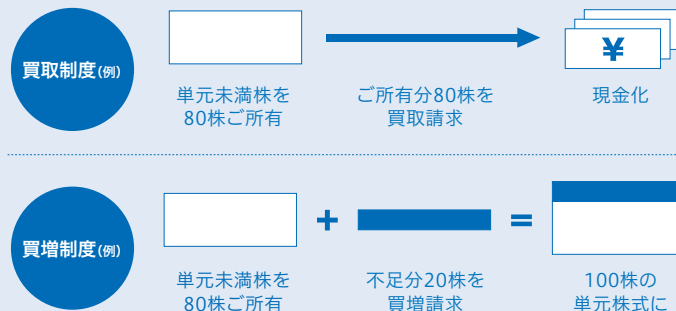 買取制度(例)
単元未満株を
80株ご所有
ご所有分80株を
買取請求
¥
現金化
買増制度(例)
単元未満株を
80株ご所有
+
不足分20株を
買増請求
=
100株の
単元株式に